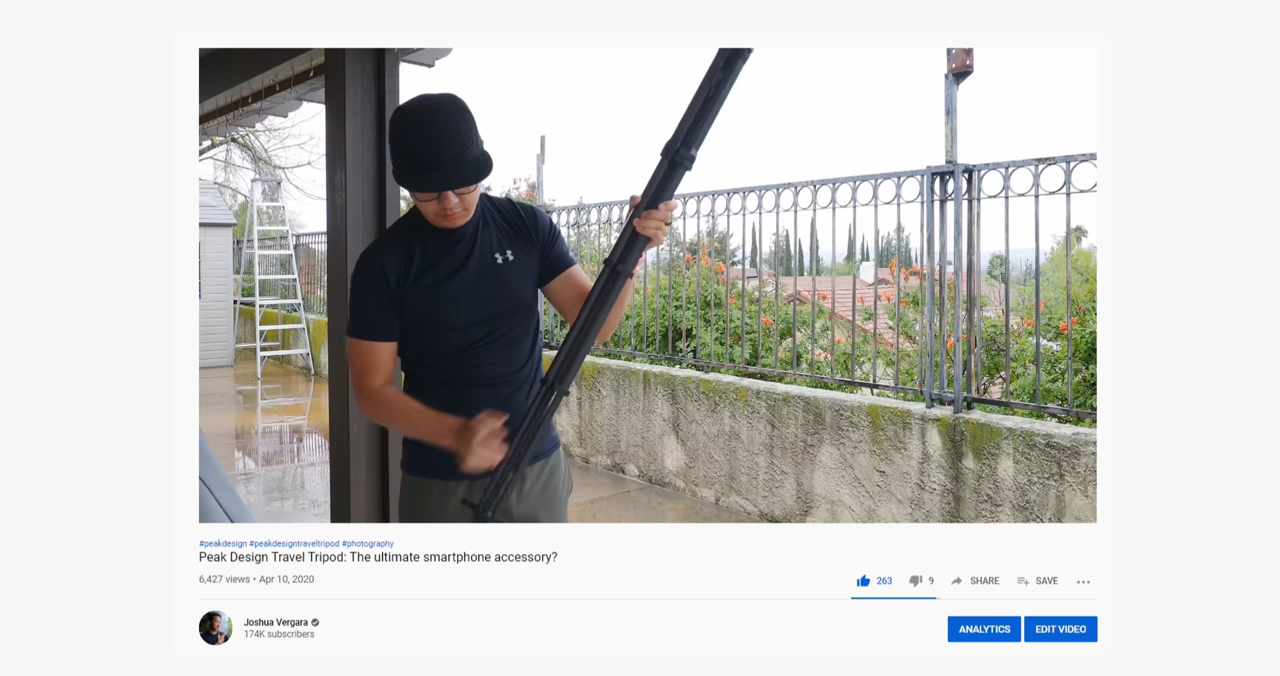 #peakdesign #peakdesigntraveltripod #photography
Peak Design Travel Tripod: The ultimate smartphone accessory?
6,427 views • Apr 10, 2020
263 9 SHARE SAVE
Joshua Vergara
174K subscribers
ANALYTICS EDIT VIDEO